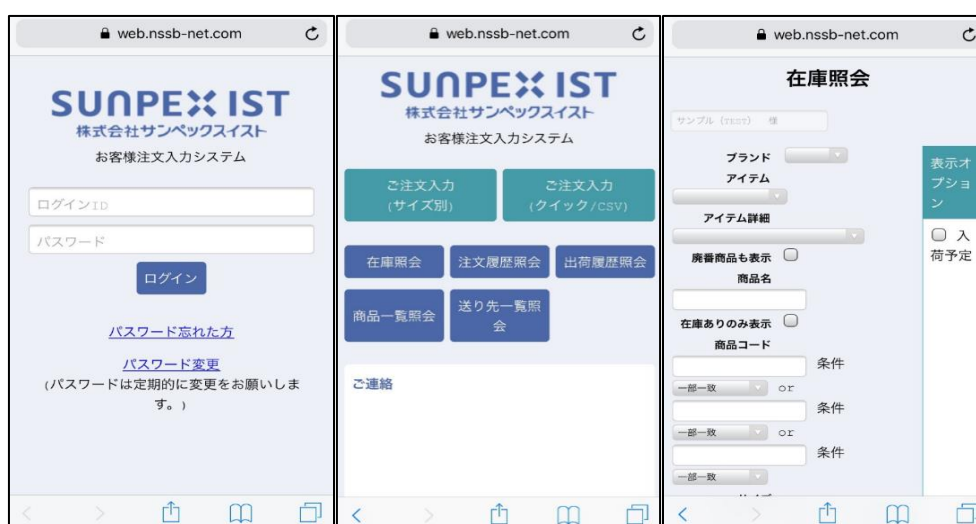 web.nssb-net.com
SUNPEX IST
株式会社サンペックスイスト
お客様注文入力システム
ログインID
パスワード
ログイン
パスワード忘れた方
パスワード変更
(パスワードは定期的に変更をお願いしま
す。)
web.nssb-net.com
SUNPEX IST
株式会社サンペックスイスト
お客様注文入力システム
ご注文入力
(サイズ別)
ご注文入力
(クイック/CSV)
在庫照会
注文履歴照会
出荷履歴照会
商品一覧照会
送り先一覧照
会
ご連絡
web.nssb-net.com
在庫照会
サンプル (TEST) 様
ブランド
アイテム
アイテム詳細
廃番商品も表示
商品名
在庫ありのみ表示
商品コード
条件
一部一致 or
条件
一部一致 or
条件
一部一致
表示オ
プショ
ン
入
荷予定